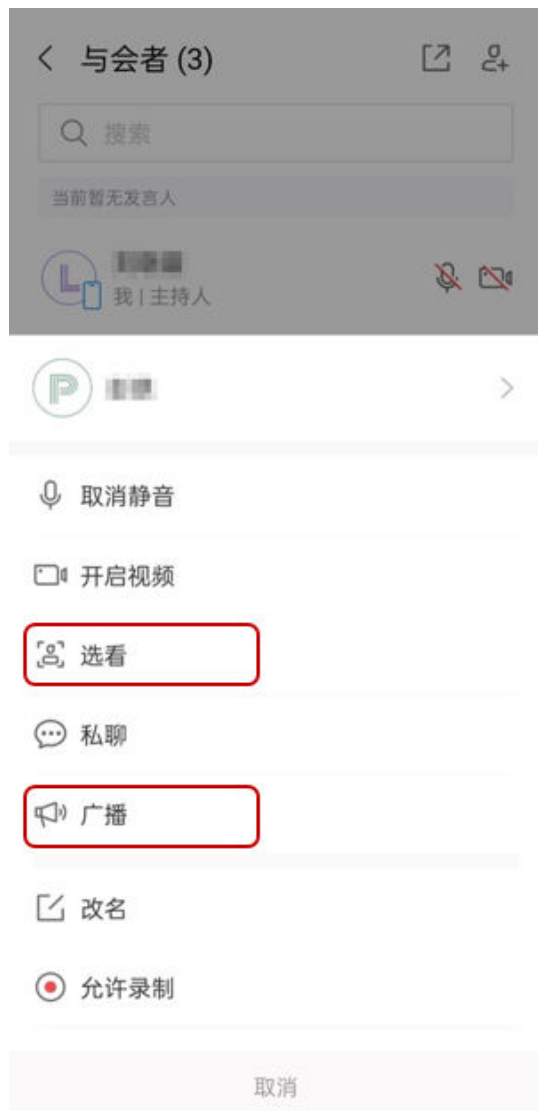 与会者 (3)
搜索
当前暂无发言人
L
我 | 主持人
P
取消静音
开启视频
选看
私聊
广播
改名
允许录制
取消